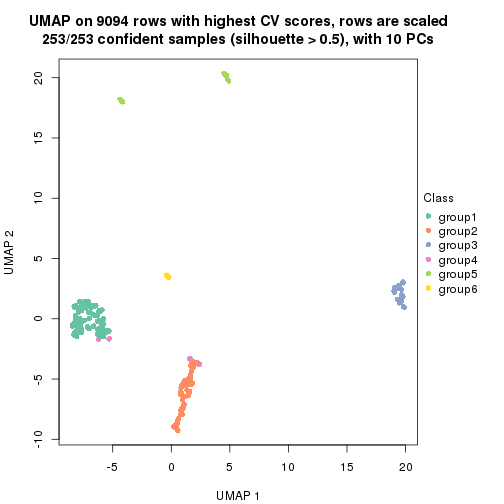 UMAP on 9094 rows with highest CV scores, rows are scaled
253/253 confident samples (silhouette > 0.5), with 10 PCs
20
15
10
5
0
-5
-10
UMAP 2
-5
0
5
10
15
20
UMAP 1
Class
group1
group2
group3
group4
group5
group6